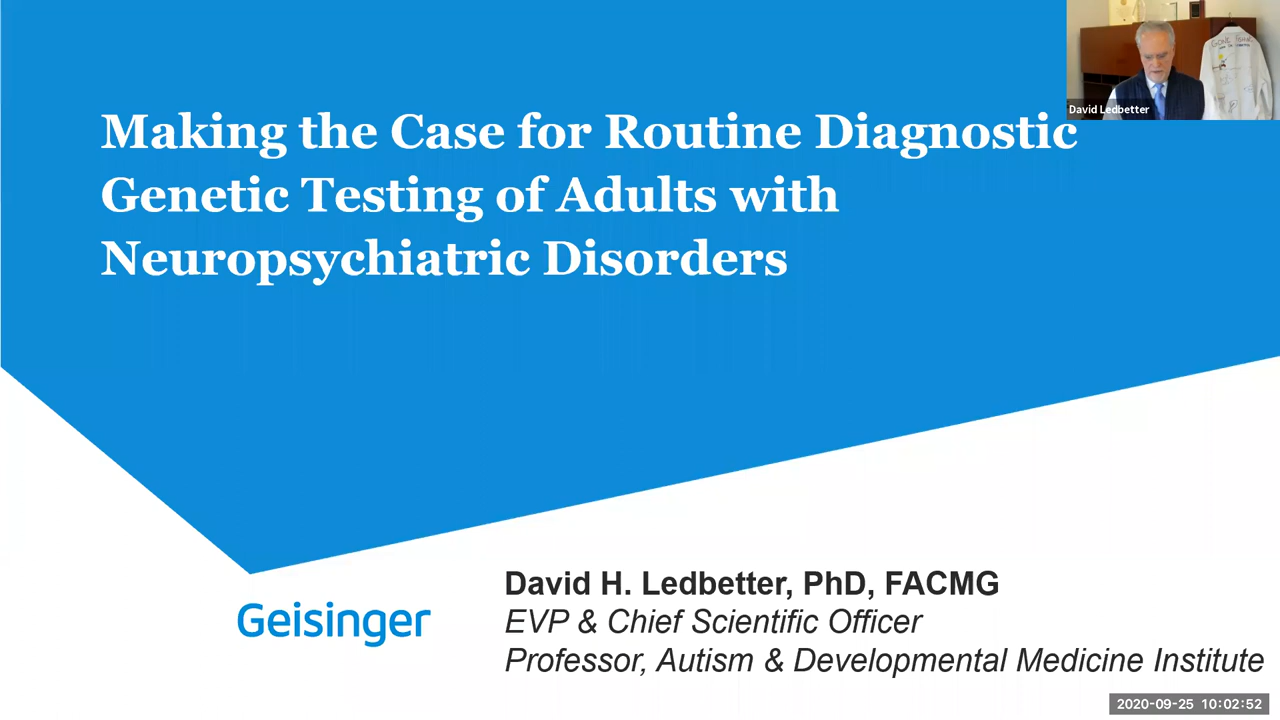 Making the Case for Routine Diagnostic
Genetic Testing of Adults with
Neuropsychiatric Disorders
David Ledbetter
GONE
Geisinger
David H. Ledbetter, PhD, FACMG
EVP & Chief Scientific Officer
Professor, Autism & Developmental Medicine Institute
2020-09-25 10:02:52